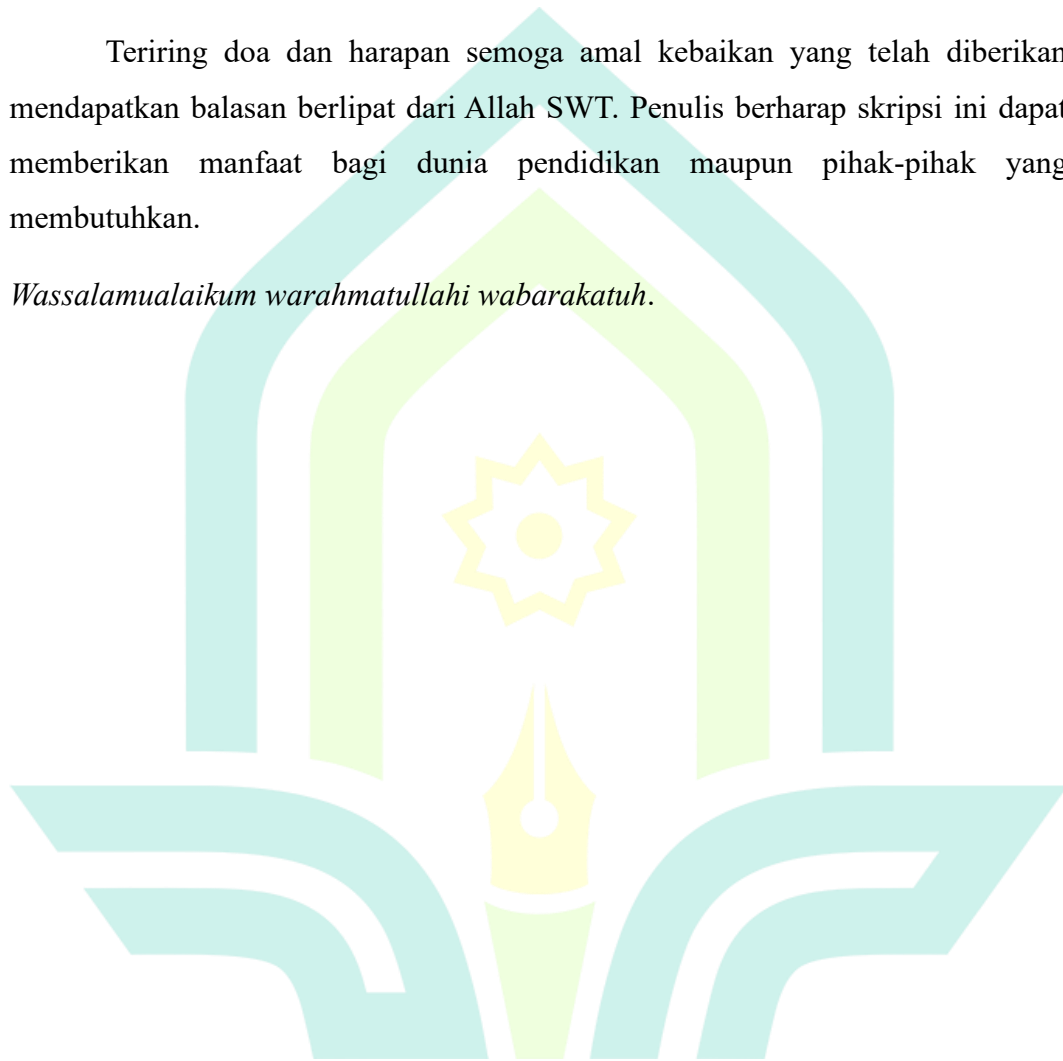 Teriring doa dan harapan semoga amal kebaikan yang telah diberikan
mendapatkan balasan berlipat dari Allah SWT. Penulis berharap skripsi ini dapat
memberikan manfaat bagi dunia pendidikan maupun pihak-pihak yang
membutuhkan.
Wassalamualaikum warahmatullahi wabarakatuh.